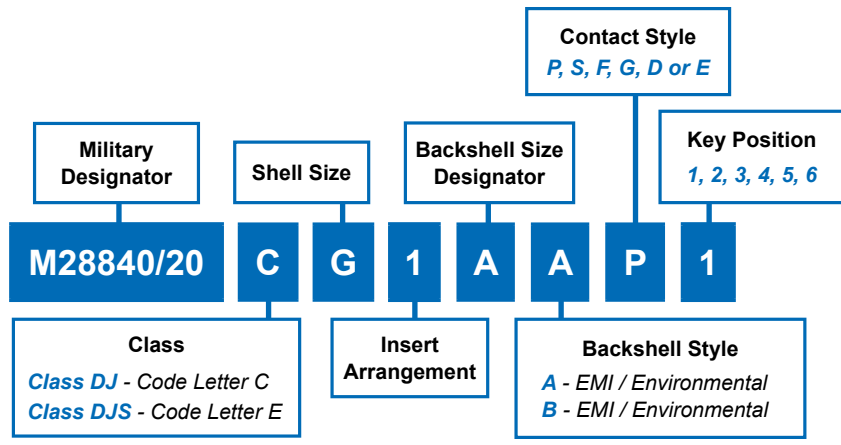 Contact Style
P, S, F, G, D or E
Military
Designator
Shell Size
Backshell Size
Designator
Key Position
1, 2, 3, 4, 5, 6
M28840/20 C G 1 A A P 1
Class
Class DJ - Code Letter C
Class DJS - Code Letter E
Insert
Arrangement
Backshell Style
A - EMI / Environmental
B - EMI / Environmental